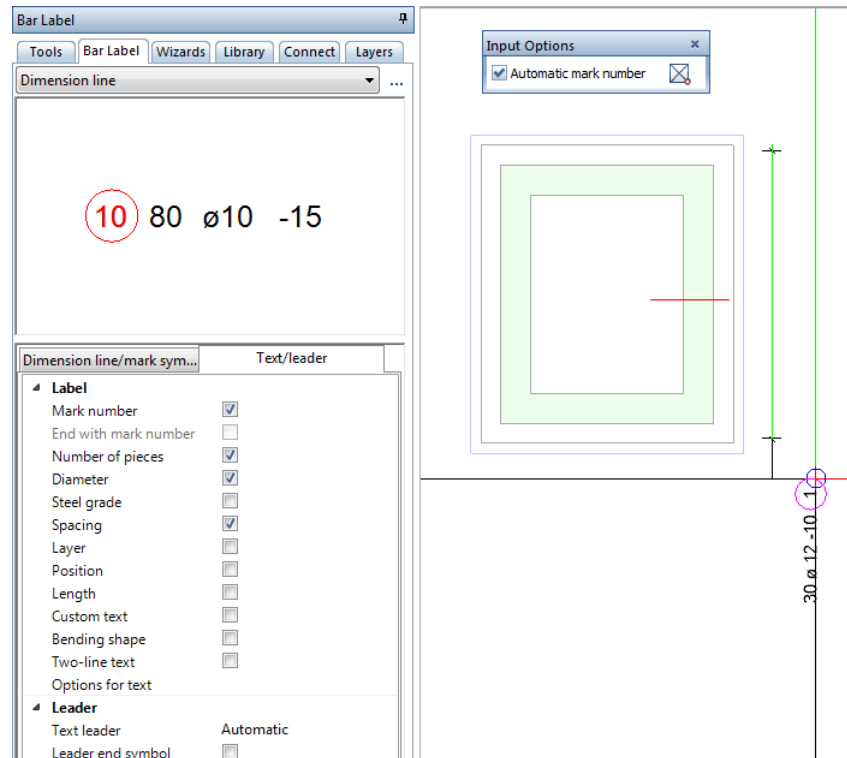 Bar Label
Tools Bar Label Wizards Library Connect Layers
Dimension line ...
10 80 ø10 -15
Dimension line/mark sym... Text/leader
Label
Mark number
End with mark number
Number of pieces
Diameter
Steel grade
Spacing
Layer
Position
Length
Custom text
Bending shape
Two-line text
Options for text
Leader
Text leader Automatic
Leader end symbol
Input Options
Automatic mark number
30 ø 12 -10 1